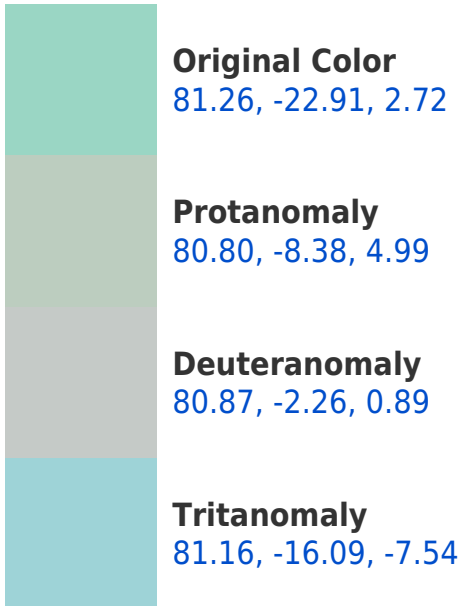 Original Color
81.26, -22.91, 2.72
Protanomaly
80.80, -8.38, 4.99
Deuteranomaly
80.87, -2.26, 0.89
Tritanomaly
81.16, -16.09, -7.54